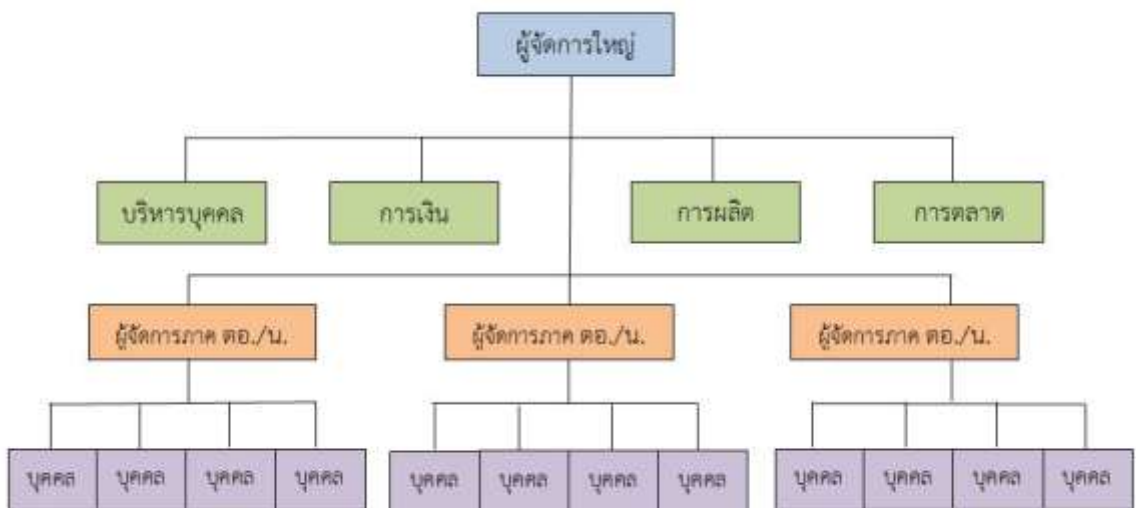 ผู้จัดการใหญ่
บริหารบุคคล การเงิน การผลิต การตลาด
ผู้จัดการภาค ตอ./น. ผู้จัดการภาค ตอ./น. ผู้จัดการภาค ตอ./น.
บุคคล บุคคล บุคคล บุคคล บุคคล บุคคล บุคคล บุคคล บุคคล บุคคล บุคคล บุคคล